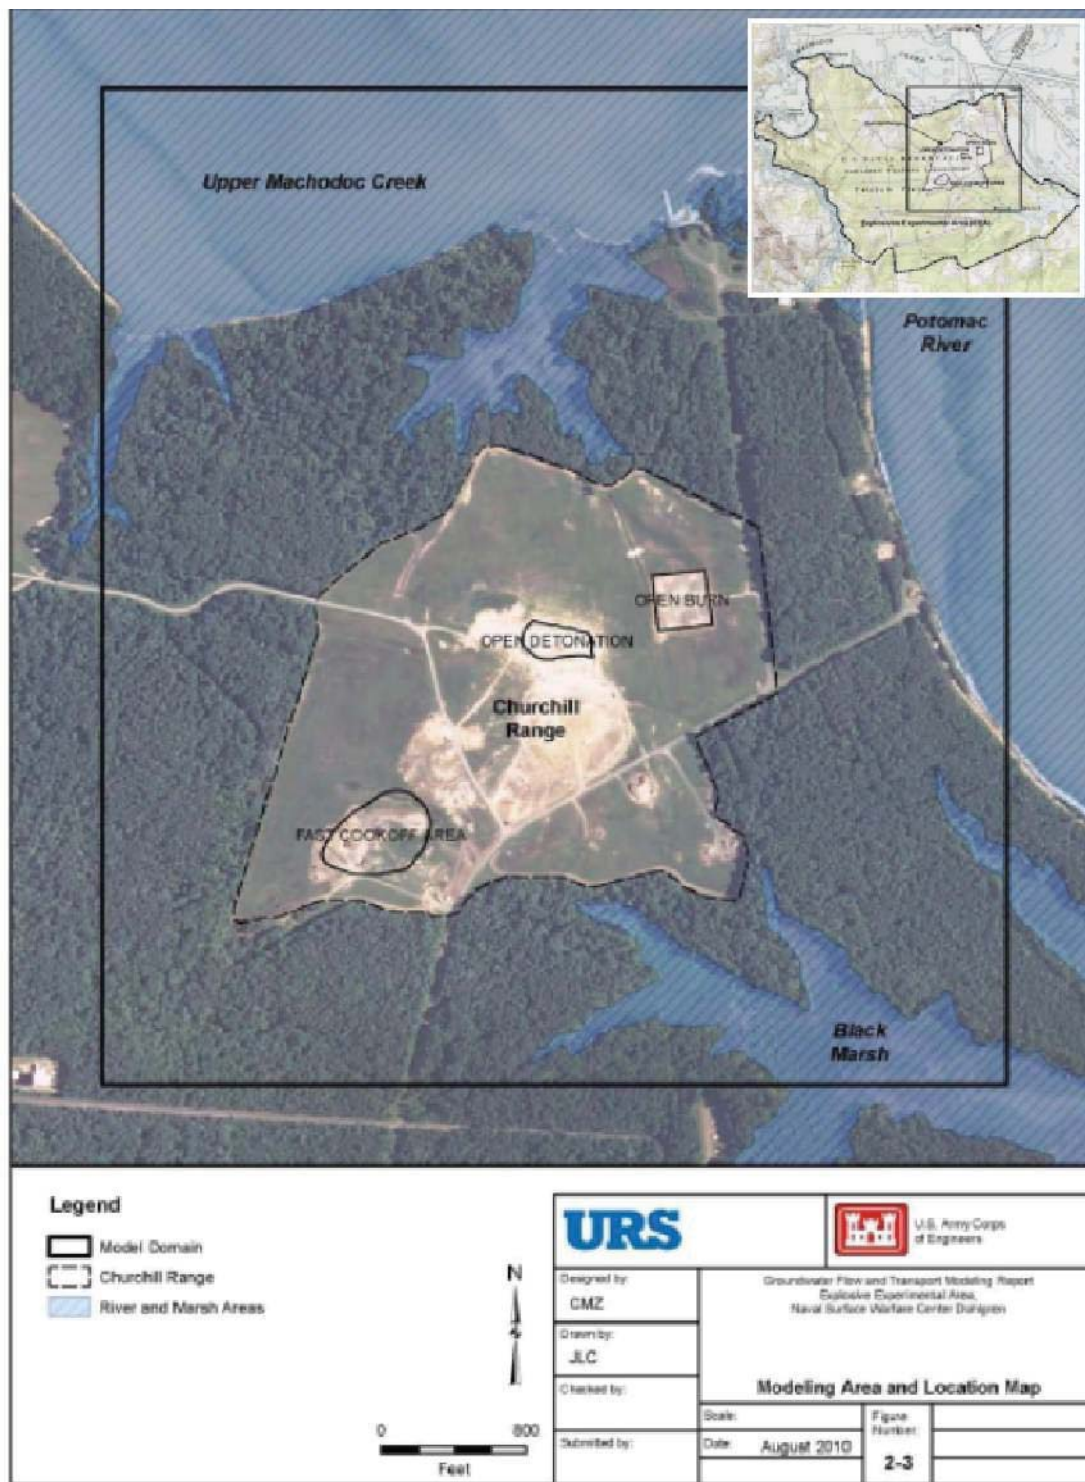 Upper Machodoc Creek
Potomac
River
OPEN BURN
OPEN DETONATION
Churchill
Range
FAST COOKOFF AREA
Black
Marsh
Legend
Model Domain
Churchill Range
River and Marsh Areas
N
0 800
Feet
URS
U.S. Army Corps
of Engineers
Designed by:
CMZ
Drawn by:
JLC
Checked by:
Submitted by:
Groundwater Flow and Transport Modeling Report
Explosive Experimental Area,
Naval Surface Warfare Center Dahlgren
Modeling Area and Location Map
Scale:
Date: August 2010
Figure
Number:
2-3